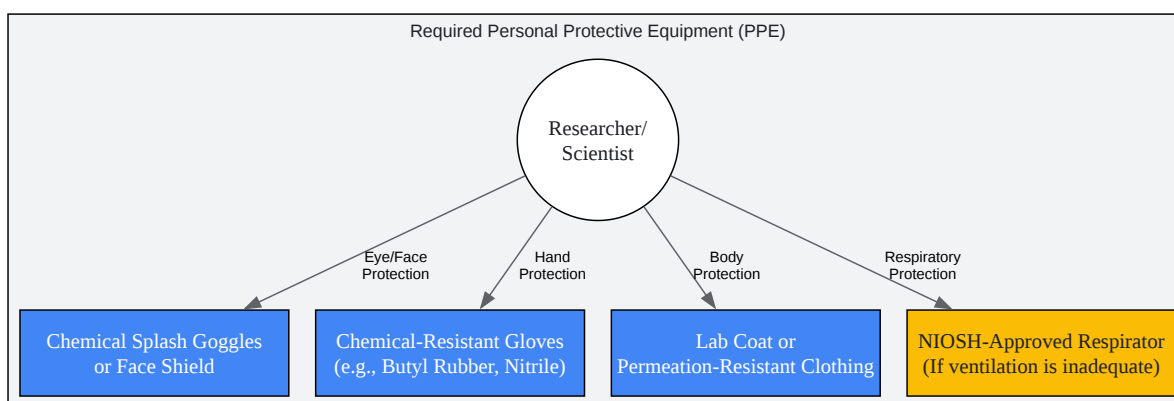 Required Personal Protective Equipment (PPE)
Researcher/
Scientist
Eye/Face
Protection
Hand
Protection
Body
Protection
Respiratory
Protection
Chemical Splash Goggles
or Face Shield
Chemical-Resistant Gloves
(e.g., Butyl Rubber, Nitrile)
Lab Coat or
Permeation-Resistant Clothing
NIOSH-Approved Respirator
(If ventilation is inadequate)